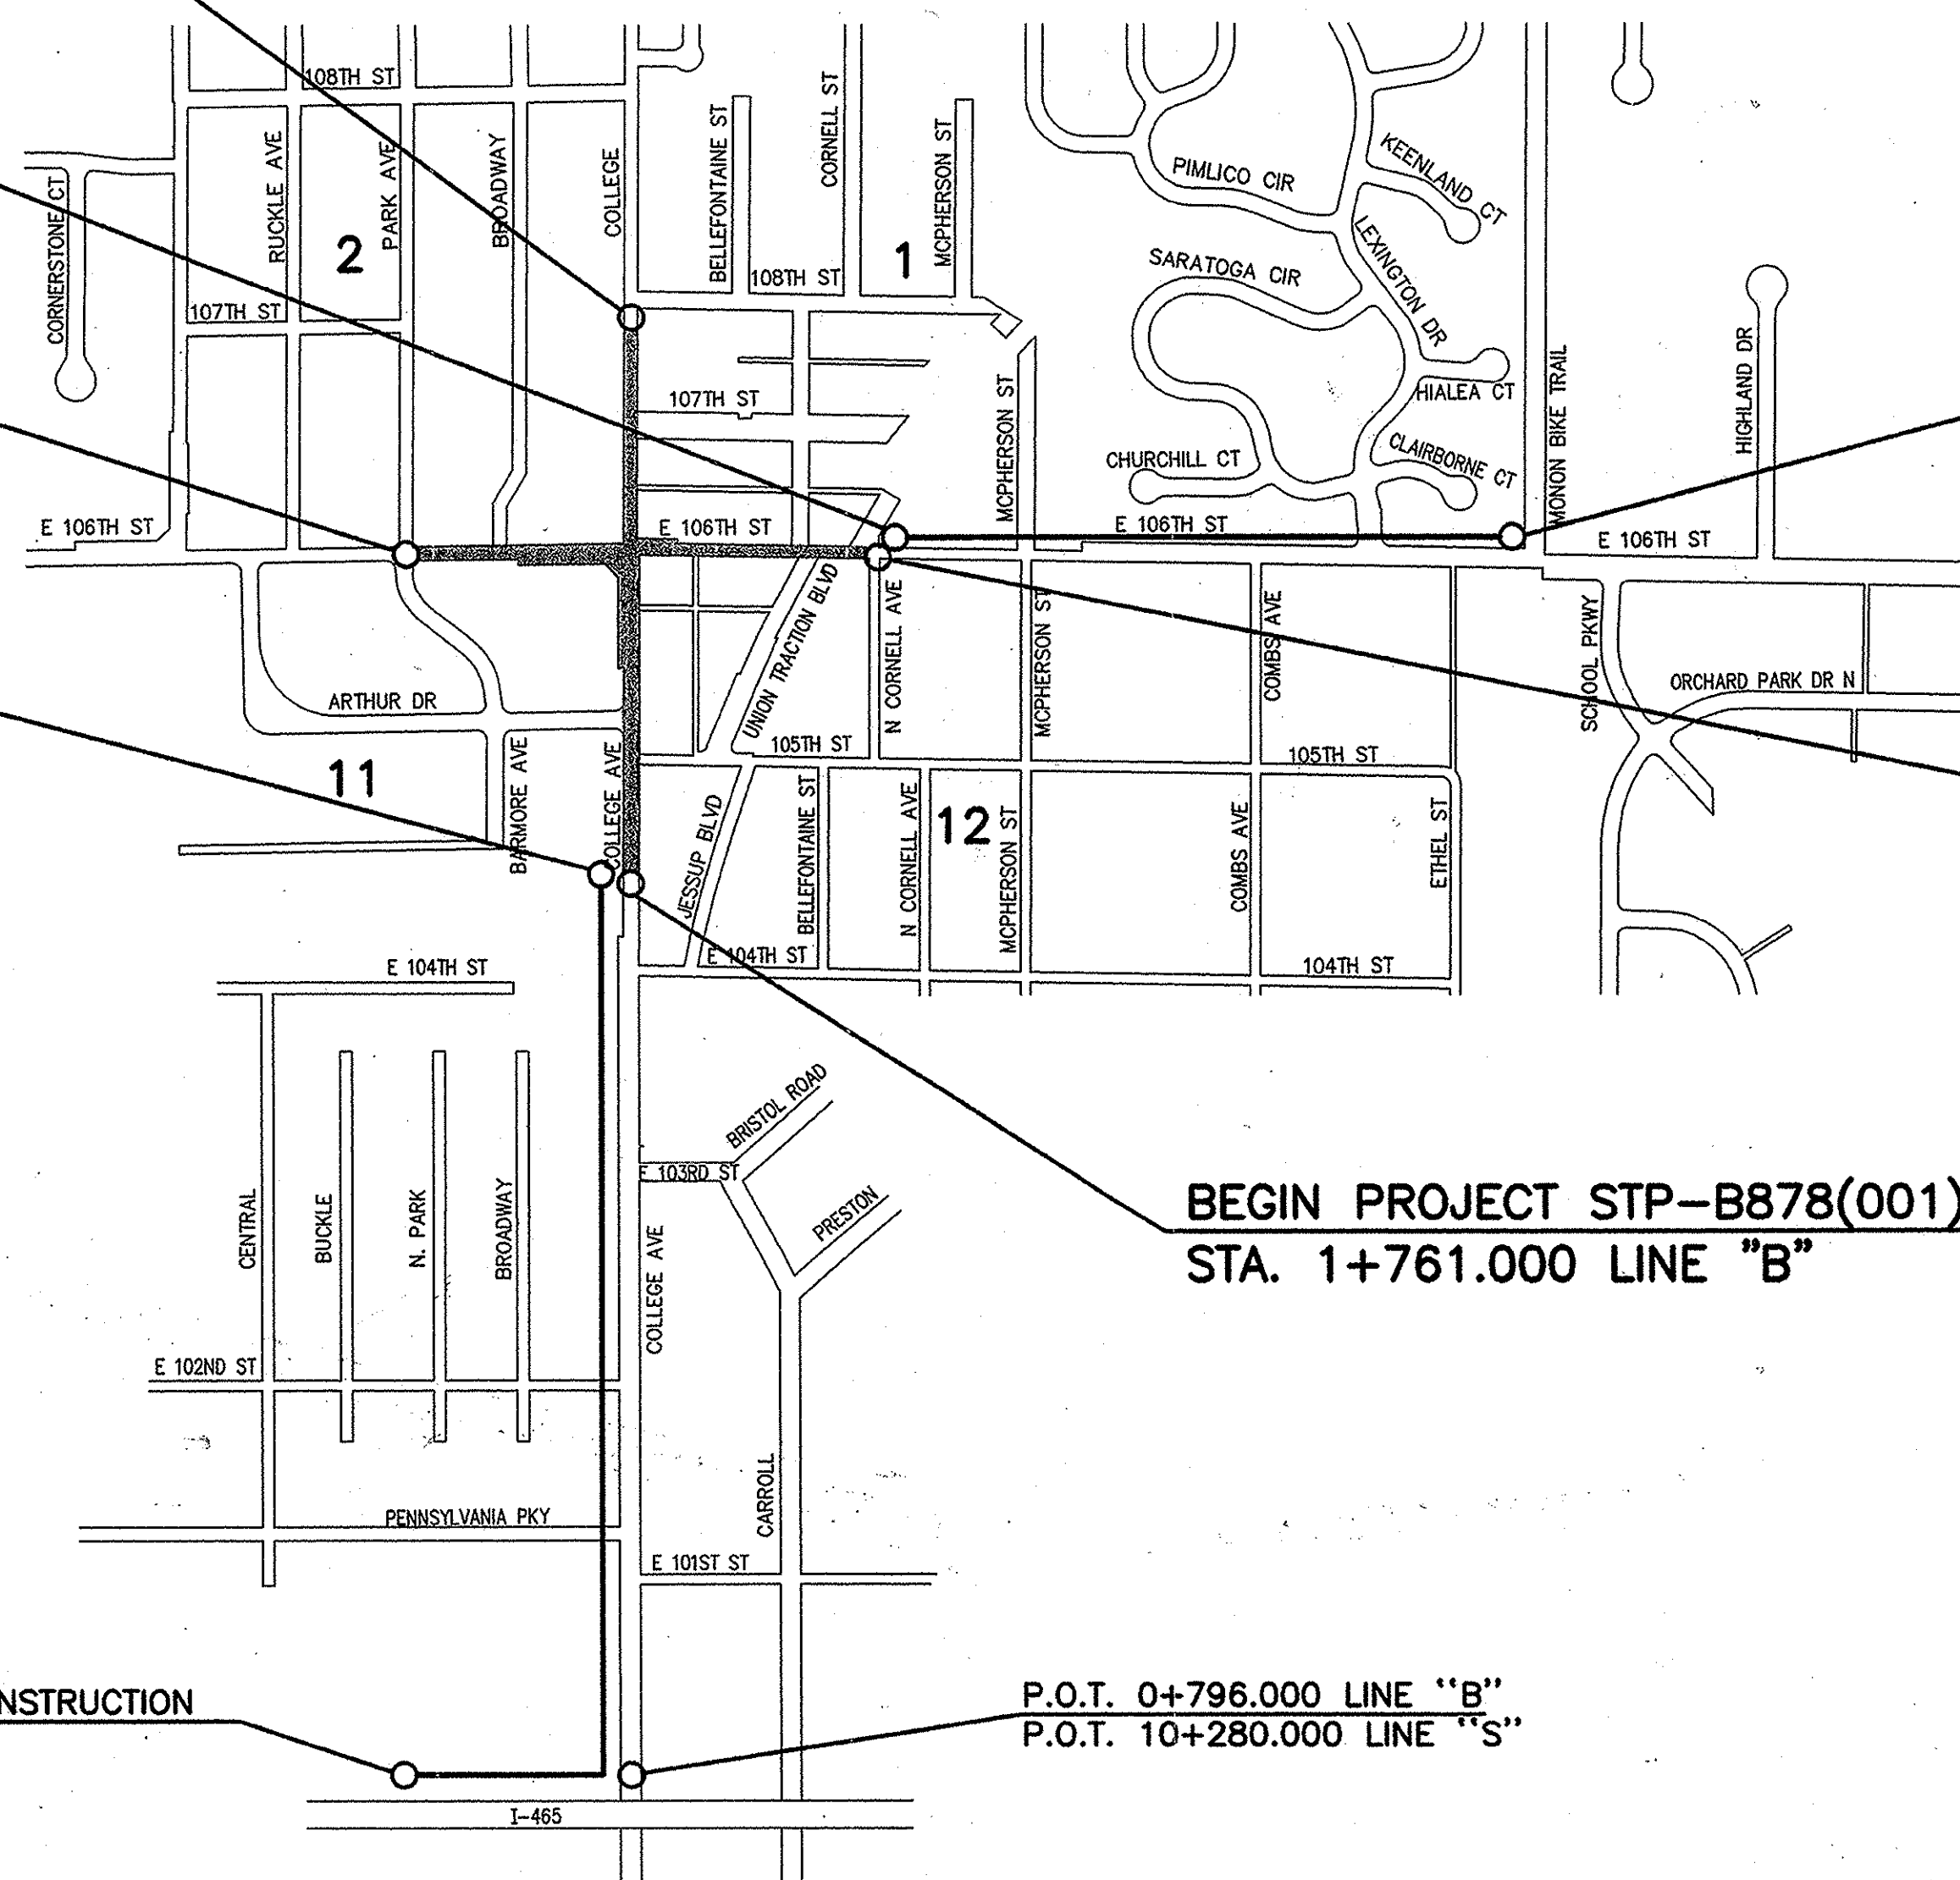 108TH ST
RUCKLE AVE
PARK AVE
BROADWAY
COLLEGE
BELLEFONTAINE ST
CORNELL ST
MCPHERSON ST
PIMLICO CIR
KEENLAND CT
CORNERSTONE CT
2
1
108TH ST
SARATOGA CIR
LEXINGTON DR
107TH ST
107TH ST
MCPHERSON ST
HIALEA CT
MONON BIKE TRAIL
HIGHLAND DR
CHURCHILL CT
CLAIRBORNE CT
E 106TH ST
E 106TH ST
E 106TH ST
E 106TH ST
UNION TRACTION BLVD
N CORNELL AVE
MCPHERSON ST
COMBS AVE
SCHOOL PKWY
ORCHARD PARK DR N
ARTHUR DR
105TH ST
105TH ST
11
BARMORE AVE
COLLEGE AVE
JESSUP BLVD
BELLEFONTAINE ST
N CORNELL AVE
12
MCPHERSON ST
COMBS AVE
ETHEL ST
E 104TH ST
E 104TH ST
104TH ST
BRISTOL ROAD
E 103RD ST
PRESTON
CENTRAL
BUCKLE
N. PARK
BROADWAY
COLLEGE AVE
BEGIN PROJECT STP-B878(001)
STA. 1+761.000 LINE "B"
E 102ND ST
CARROLL
PENNSYLVANIA PKY
E 101ST ST
NSTRUCTION
P.O.T. 0+796.000 LINE "B"
P.O.T. 10+280.000 LINE "S"
I-465